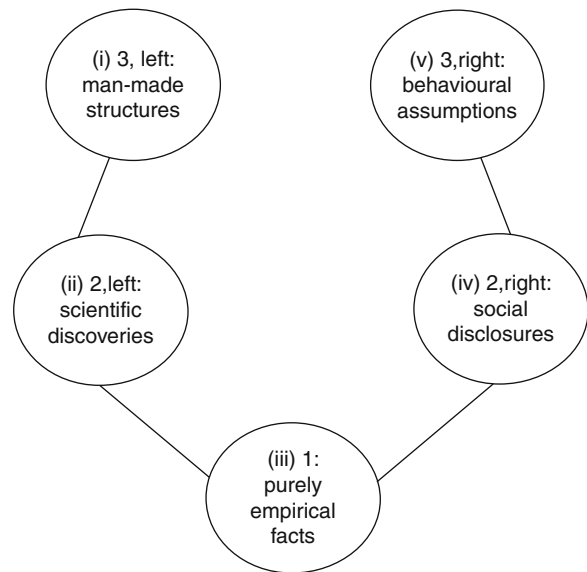 (i) 3, left:
man-made
structures
(v) 3,right:
behavioural
assumptions
(ii) 2,left:
scientific
discoveries
(iv) 2,right:
social
disclosures
(iii) 1:
purely
empirical
facts